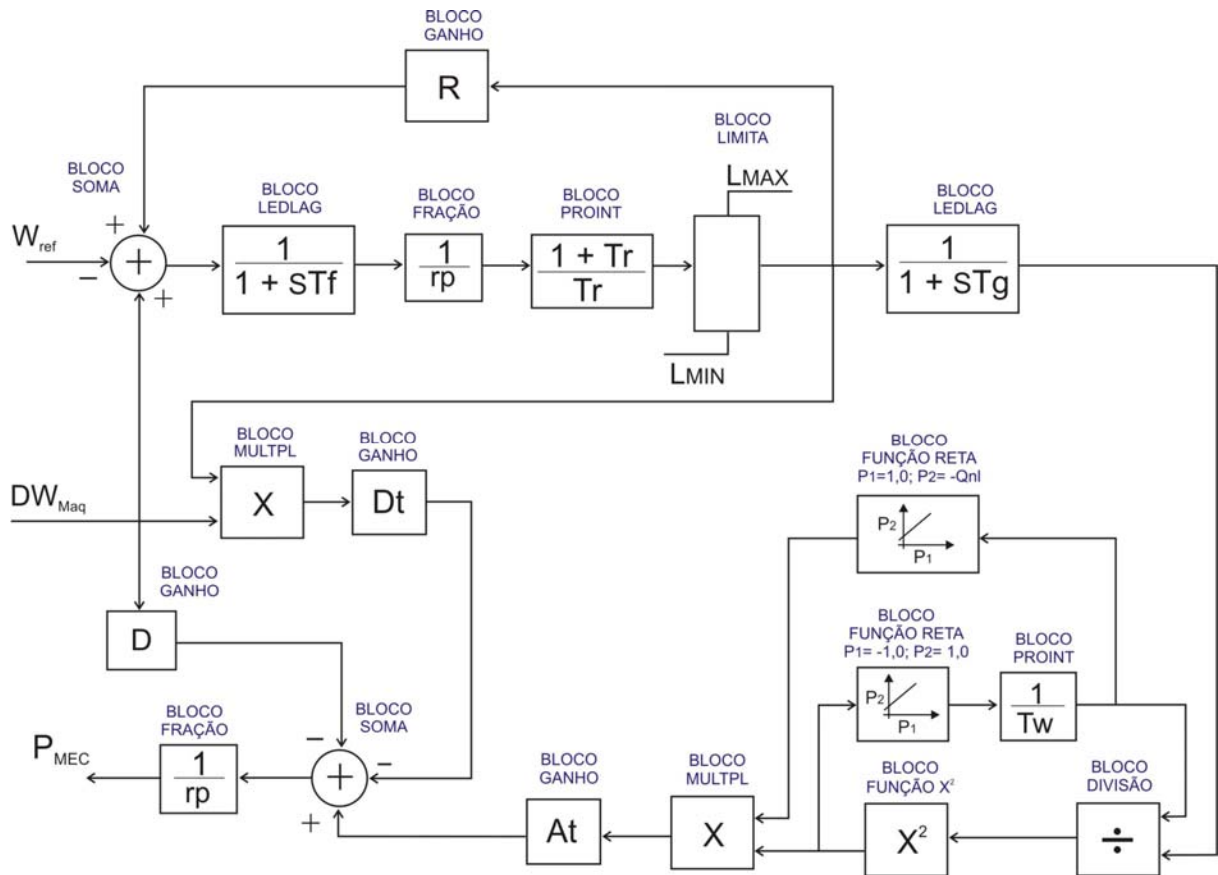 BLOCO
GANHO
R
BLOCO
LIMITA
BLOCO
SOMA
BLOCO
LEDLAG
BLOCO
FRAÇÃO
BLOCO
PROINT
LMAX
BLOCO
LEDLAG
+
Wref
−
+
+
1
1 + STf
1
rp
1 + Tr
Tr
LMIN
1
1 + STg
BLOCO
MULTPL
BLOCO
GANHO
X
Dt
DWMaq
BLOCO
FUNÇÃO RETA
P1=1,0; P2= -Qnl
P2
P1
BLOCO
GANHO
D
BLOCO
FUNÇÃO RETA
P1= -1,0; P2= 1,0
P2
P1
BLOCO
PROINT
1
Tw
BLOCO
FRAÇÃO
BLOCO
SOMA
PMEC
1
rp
−
+
−
+
BLOCO
GANHO
At
BLOCO
MULTPL
X
BLOCO
FUNÇÃO X²
X²
BLOCO
DIVISÃO
÷